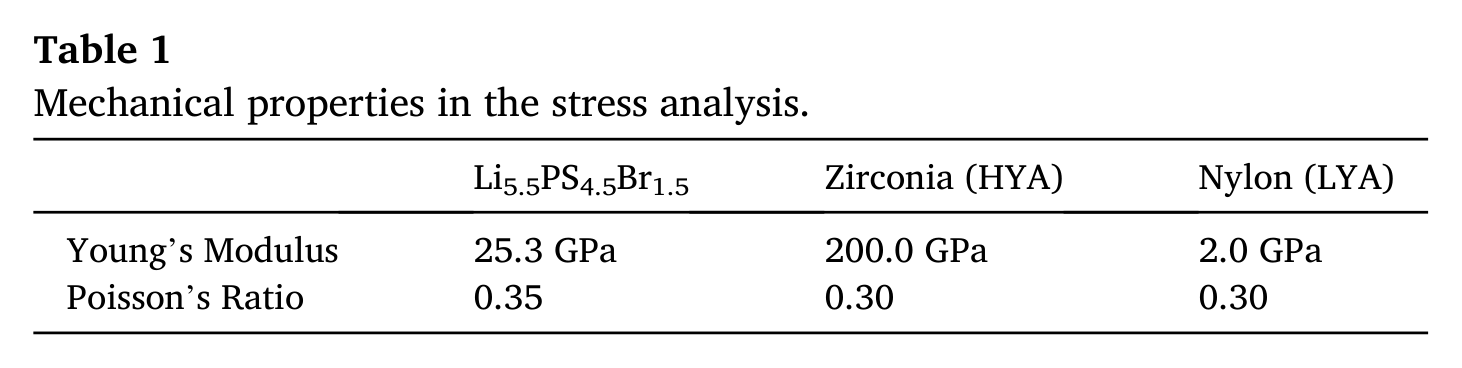 Table 1
Mechanical properties in the stress analysis.
Li₅.₅PS₄.₅Br₁.₅ Zirconia (HYA) Nylon (LYA)
Young’s Modulus 25.3 GPa 200.0 GPa 2.0 GPa
Poisson’s Ratio 0.35 0.30 0.30